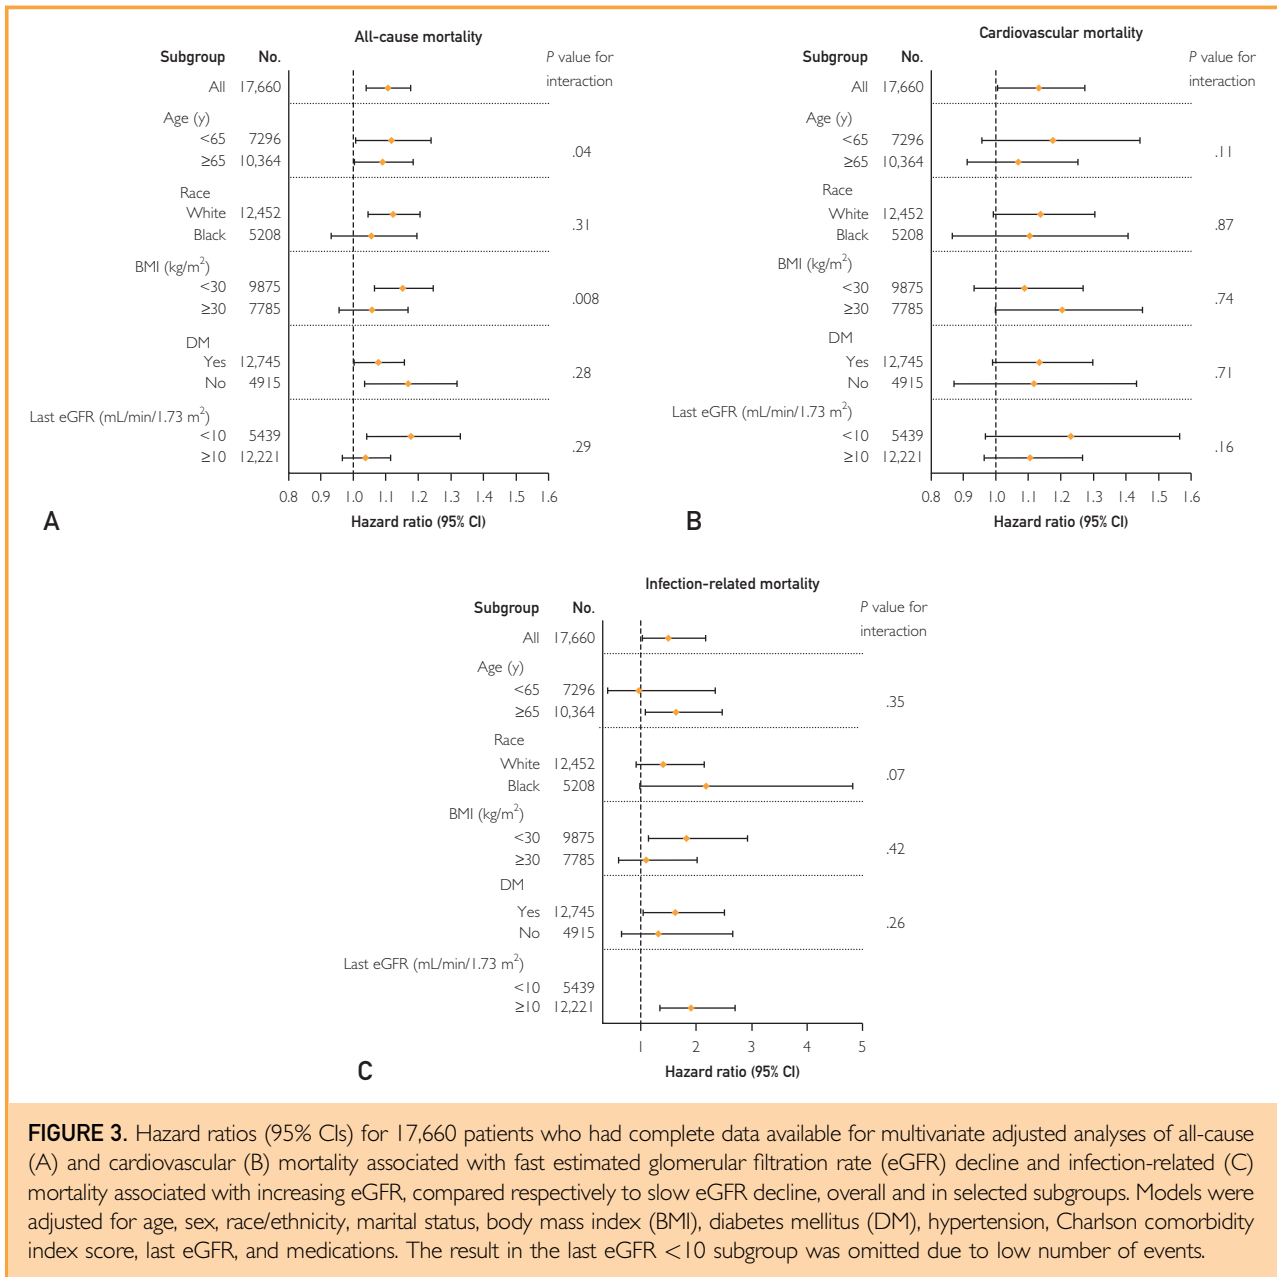 All-cause mortality
Subgroup No. P value for
interaction
All 17,660
Age (y)
<65 7296
.04
≥65 10,364
Race
White 12,452
.31
Black 5208
BMI (kg/m²)
<30 9875
.008
≥30 7785
DM
Yes 12,745
.28
No 4915
Last eGFR (mL/min/1.73 m²)
<10 5439
.29
≥10 12,221
0.8 0.9 1.0 1.1 1.2 1.3 1.4 1.5 1.6
Hazard ratio (95% CI)
A
Cardiovascular mortality
Subgroup No. P value for
interaction
All 17,660
Age (y)
<65 7296
.11
≥65 10,364
Race
White 12,452
.87
Black 5208
BMI (kg/m²)
<30 9875
.74
≥30 7785
DM
Yes 12,745
.71
No 4915
Last eGFR (mL/min/1.73 m²)
<10 5439
.16
≥10 12,221
0.8 0.9 1.0 1.1 1.2 1.3 1.4 1.5 1.6
Hazard ratio (95% CI)
B
Infection-related mortality
Subgroup No. P value for
interaction
All 17,660
Age (y)
<65 7296
.35
≥65 10,364
Race
White 12,452
.07
Black 5208
BMI (kg/m²)
<30 9875
.42
≥30 7785
DM
Yes 12,745
.26
No 4915
Last eGFR (mL/min/1.73 m²)
<10 5439
≥10 12,221
1 2 3 4 5
Hazard ratio (95% CI)
C
FIGURE 3. Hazard ratios (95% CIs) for 17,660 patients who had complete data available for multivariate adjusted analyses of all-cause
(A) and cardiovascular (B) mortality associated with fast estimated glomerular filtration rate (eGFR) decline and infection-related (C)
mortality associated with increasing eGFR, compared respectively to slow eGFR decline, overall and in selected subgroups. Models were
adjusted for age, sex, race/ethnicity, marital status, body mass index (BMI), diabetes mellitus (DM), hypertension, Charlson comorbidity
index score, last eGFR, and medications. The result in the last eGFR <10 subgroup was omitted due to low number of events.